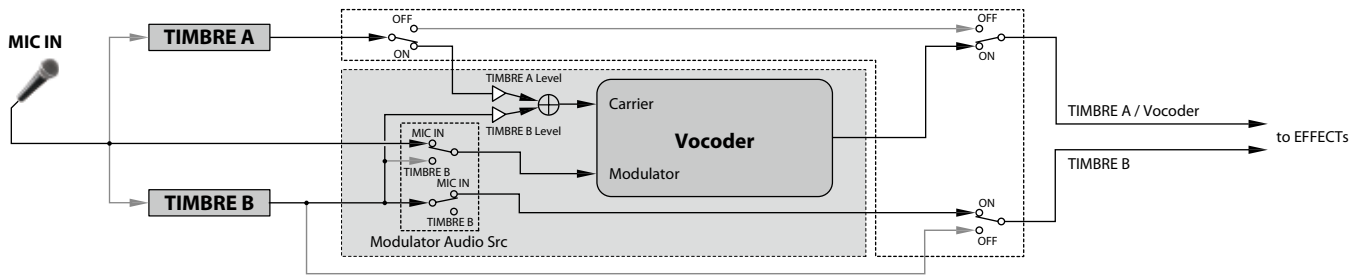 MIC IN
TIMBRE A
OFF
ON
OFF
ON
TIMBRE A Level
TIMBRE B Level
Carrier
Vocoder
Modulator
MIC IN
TIMBRE B
MIC IN
TIMBRE B
Modulator Audio Src
TIMBRE B
TIMBRE A / Vocoder
to EFFECTs
TIMBRE B
ON
OFF